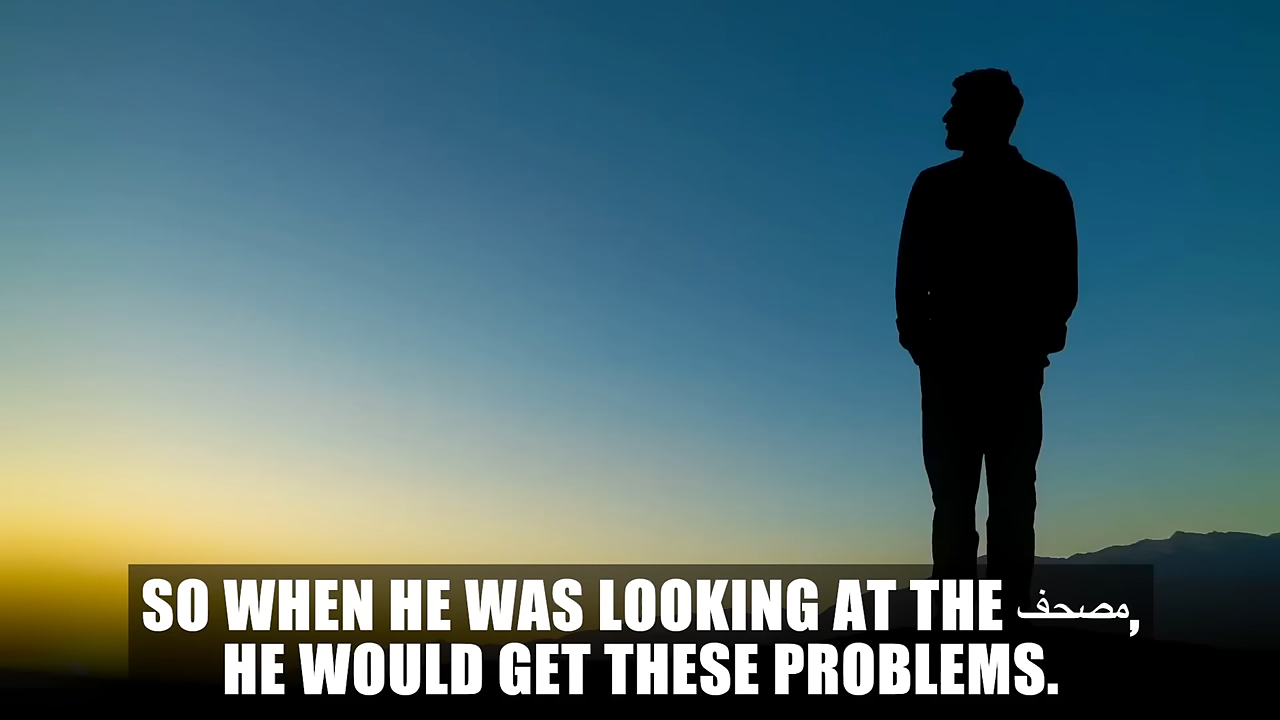 SO WHEN HE WAS LOOKING AT THE مصحف,
HE WOULD GET THESE PROBLEMS.